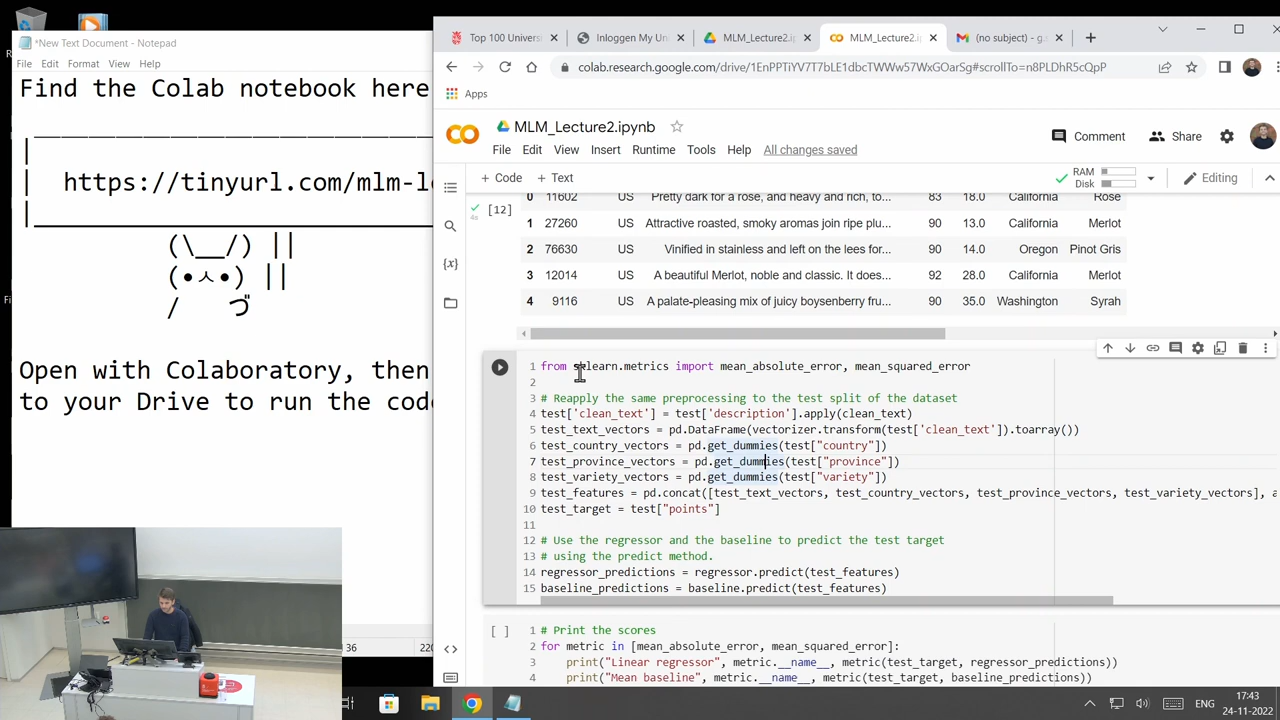 *New Text Document - Notepad
File Edit Format View Help
Find the Colab notebook here
https://tinyurl.com/mlm-l
(\__/) ||
(•ㅅ•) ||
/ づ
Open with Colaboratory, then
to your Drive to run the cod
36
220
Top 100 Univers
Inloggen My Un
MLM_Lecture2.ip
MLM_Lecture2.ip
(no subject) - g.
colab.research.google.com/drive/1EnPPTiYV7T7bLE1dbcTWWw57WxGOarSg#scrollTo=n8PLDhR5cQpP
Apps
MLM_Lecture2.ipynb
Comment
Share
File Edit View Insert Runtime Tools Help All changes saved
+ Code + Text
RAM
Disk
Editing
[12]
4s
0 11602 US Pretty dark for a rose, and heavy and rich, to... 83 18.0 California Rosé
1 27260 US Attractive roasted, smoky aromas join ripe plu... 90 13.0 California Merlot
2 76630 US Vinified in stainless and left on the lees for... 90 14.0 Oregon Pinot Gris
3 12014 US A beautiful Merlot, noble and classic. It does... 92 28.0 California Merlot
4 9116 US A palate-pleasing mix of juicy boysenberry fru... 90 35.0 Washington Syrah
1 from sklearn.metrics import mean_absolute_error, mean_squared_error
2
3 # Reapply the same preprocessing to the test split of the dataset
4 test['clean_text'] = test['description'].apply(clean_text)
5 test_text_vectors = pd.DataFrame(vectorizer.transform(test['clean_text']).toarray())
6 test_country_vectors = pd.get_dummies(test["country"])
7 test_province_vectors = pd.get_dummies(test["province"])
8 test_variety_vectors = pd.get_dummies(test["variety"])
9 test_features = pd.concat([test_text_vectors, test_country_vectors, test_province_vectors, test_variety_vectors], a
10 test_target = test["points"]
11
12 # Use the regressor and the baseline to predict the test target
13 # using the predict method.
14 regressor_predictions = regressor.predict(test_features)
15 baseline_predictions = baseline.predict(test_features)
[ ]
1 # Print the scores
2 for metric in [mean_absolute_error, mean_squared_error]:
3 print("Linear regressor", metric.__name__, metric(test_target, regressor_predictions))
4 print("Mean baseline", metric.__name__, metric(test_target, baseline_predictions))
ENG
17:43
24-11-2022